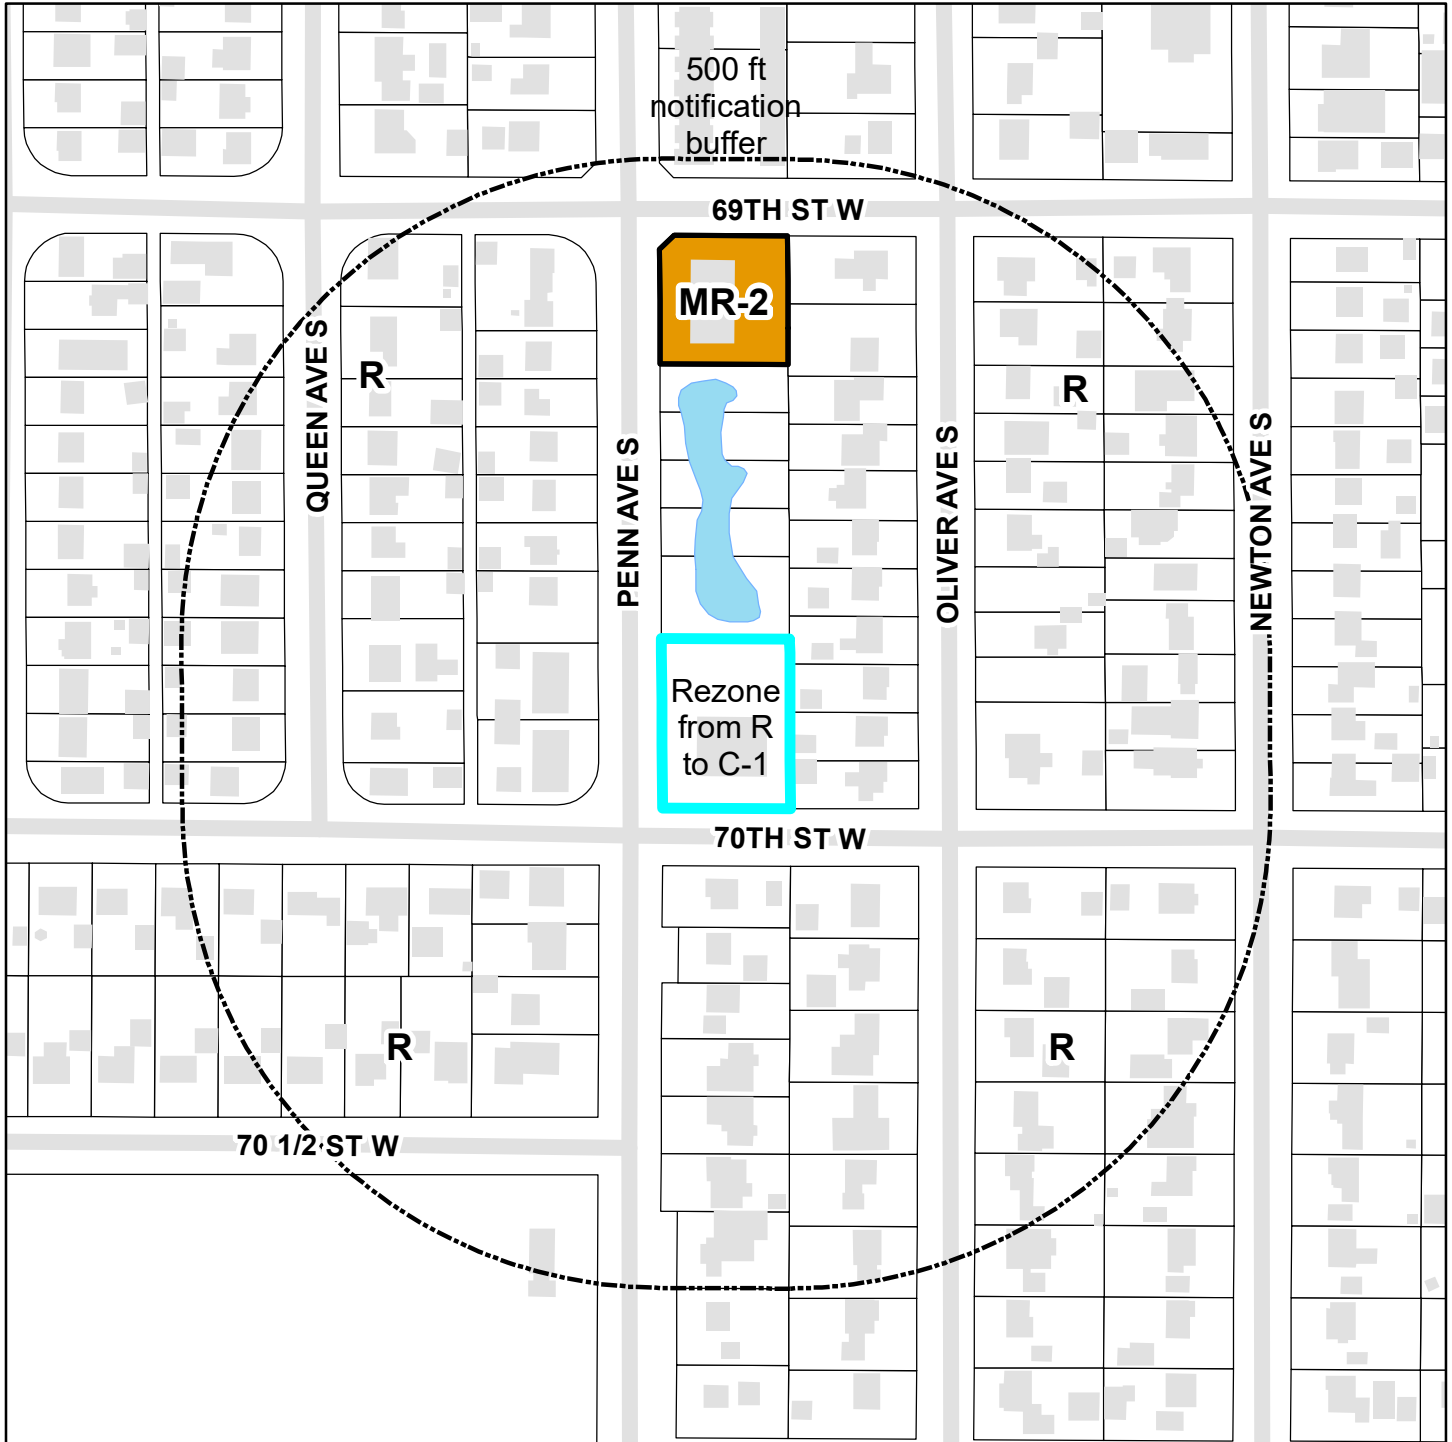 500 ft
notification
buffer
69TH ST W
MR-2
QUEEN AVE S
R
R
PENN AVE S
OLIVER AVE S
NEWTON AVE S
Rezone
from R
to C-1
70TH ST W
R
R
70 1/2 ST W